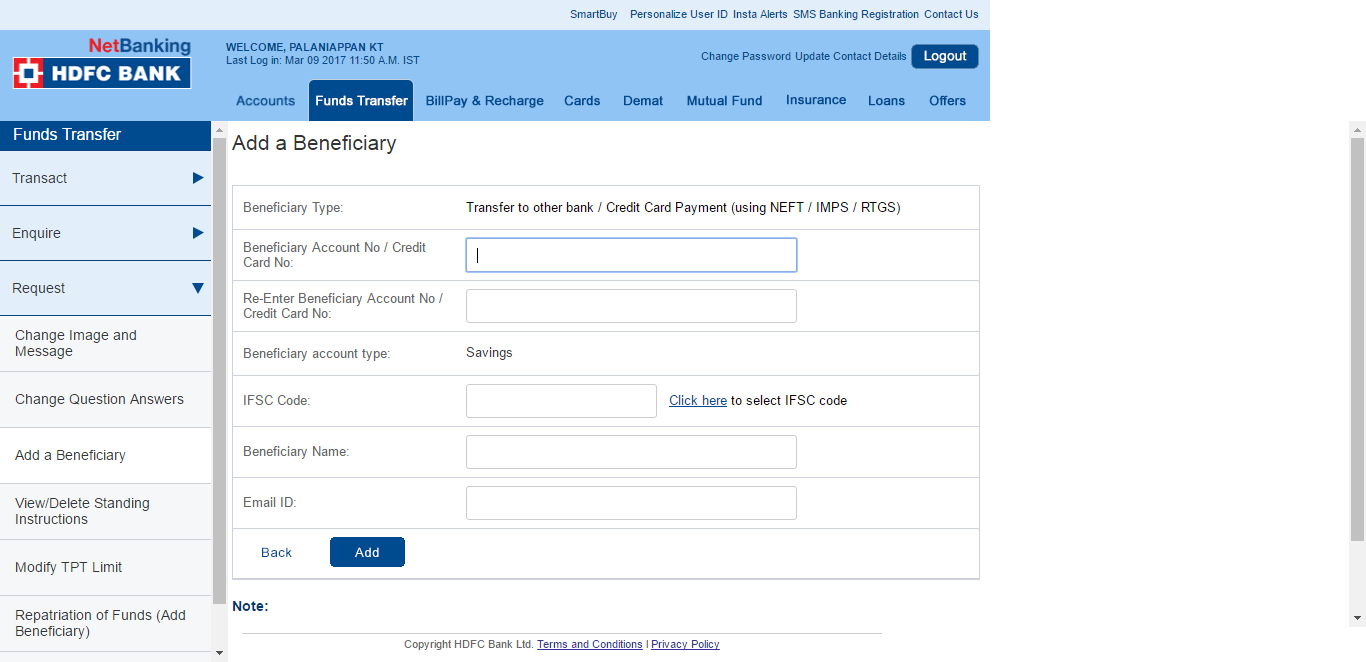 SmartBuy Personalize User ID Insta Alerts SMS Banking Registration Contact Us
NetBanking
HDFC BANK
WELCOME, PALANIAPPAN KT
Last Log in: Mar 09 2017 11:50 A.M. IST
Change Password Update Contact Details Logout
Accounts Funds Transfer BillPay & Recharge Cards Demat Mutual Fund Insurance Loans Offers
Funds Transfer
Transact
Enquire
Request
Change Image and
Message
Change Question Answers
Add a Beneficiary
View/Delete Standing
Instructions
Modify TPT Limit
Repatriation of Funds (Add
Beneficiary)
Add a Beneficiary
Beneficiary Type: Transfer to other bank / Credit Card Payment (using NEFT / IMPS / RTGS)
Beneficiary Account No / Credit
Card No:
Re-Enter Beneficiary Account No /
Credit Card No:
Beneficiary account type: Savings
IFSC Code: Click here to select IFSC code
Beneficiary Name:
Email ID:
Back Add
Note:
Copyright HDFC Bank Ltd. Terms and Conditions | Privacy Policy